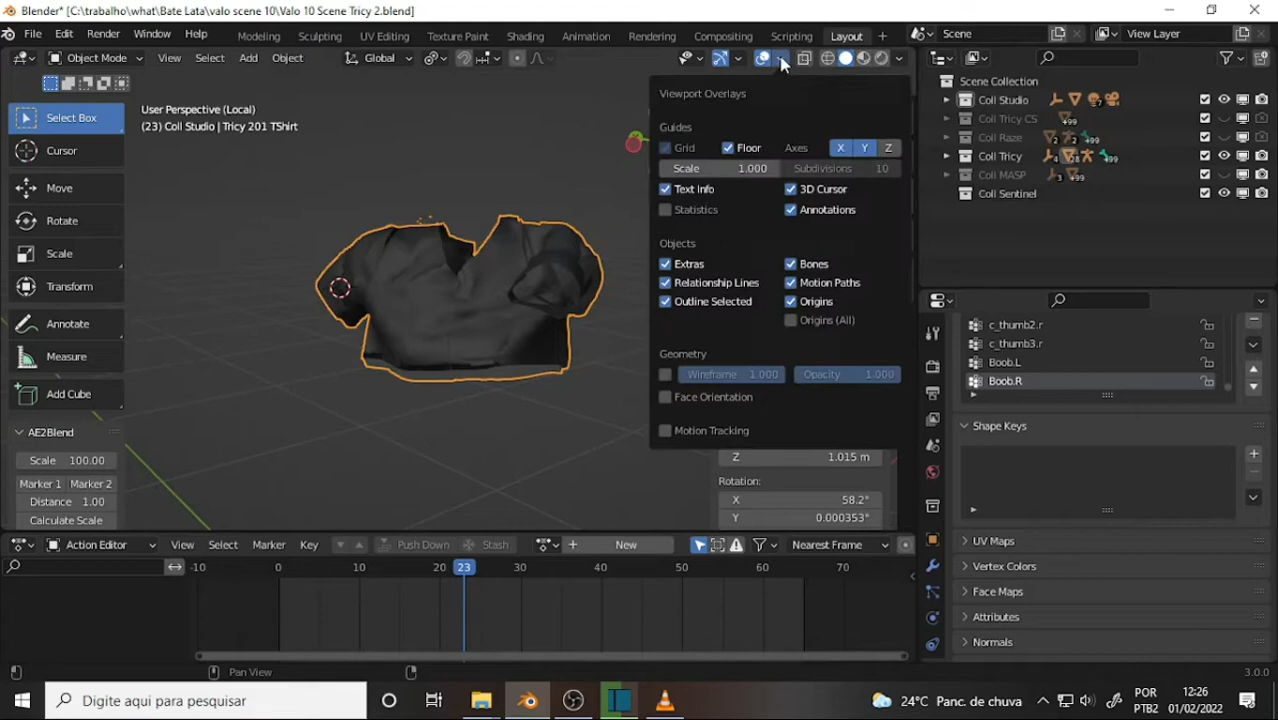 Blender* [C:\trabalho\what\Bate Lata\valo scene 10\Valo 10 Scene Tricy 2.blend]
File Edit Render Window Help Modeling Sculpting UV Editing Texture Paint Shading Animation Rendering Compositing Scripting Layout + Scene View Layer
Object Mode View Select Add Object Global
User Perspective (Local)
(23) Coll Studio | Tricy 201 TShirt
Select Box
Cursor
Move
Rotate
Scale
Transform
Annotate
Measure
Add Cube
AE2Blend
Scale 100.00
Marker 1 Marker 2
Distance 1.00
Calculate Scale
Viewport Overlays
Guides
Grid Floor Axes X Y Z
Scale 1.000 Subdivisions 10
Text Info 3D Cursor
Statistics Annotations
Objects
Extras Bones
Relationship Lines Motion Paths
Outline Selected Origins
Origins (All)
Geometry
Wireframe 1.000 Opacity 1.000
Face Orientation
Motion Tracking
Z 1.015 m
Rotation:
X 58.2°
Y 0.000353°
Scene Collection
Coll Studio 7
Coll Tricy CS +99
Coll Raze 2 2 +99
Coll Tricy 4 28 +99
Coll MASP 3 +99
Coll Sentinel
c_thumb2.r
c_thumb3.r
Boob.L
Boob.R
Shape Keys
UV Maps
Vertex Colors
Face Maps
Attributes
Normals
Action Editor View Select Marker Key Push Down Stash + New Nearest Frame
-10 0 10 20 23 30 40 50 60 70
Pan View 3.0.0
Digite aqui para pesquisar 24°C Panc. de chuva POR PTB2 12:26 01/02/2022